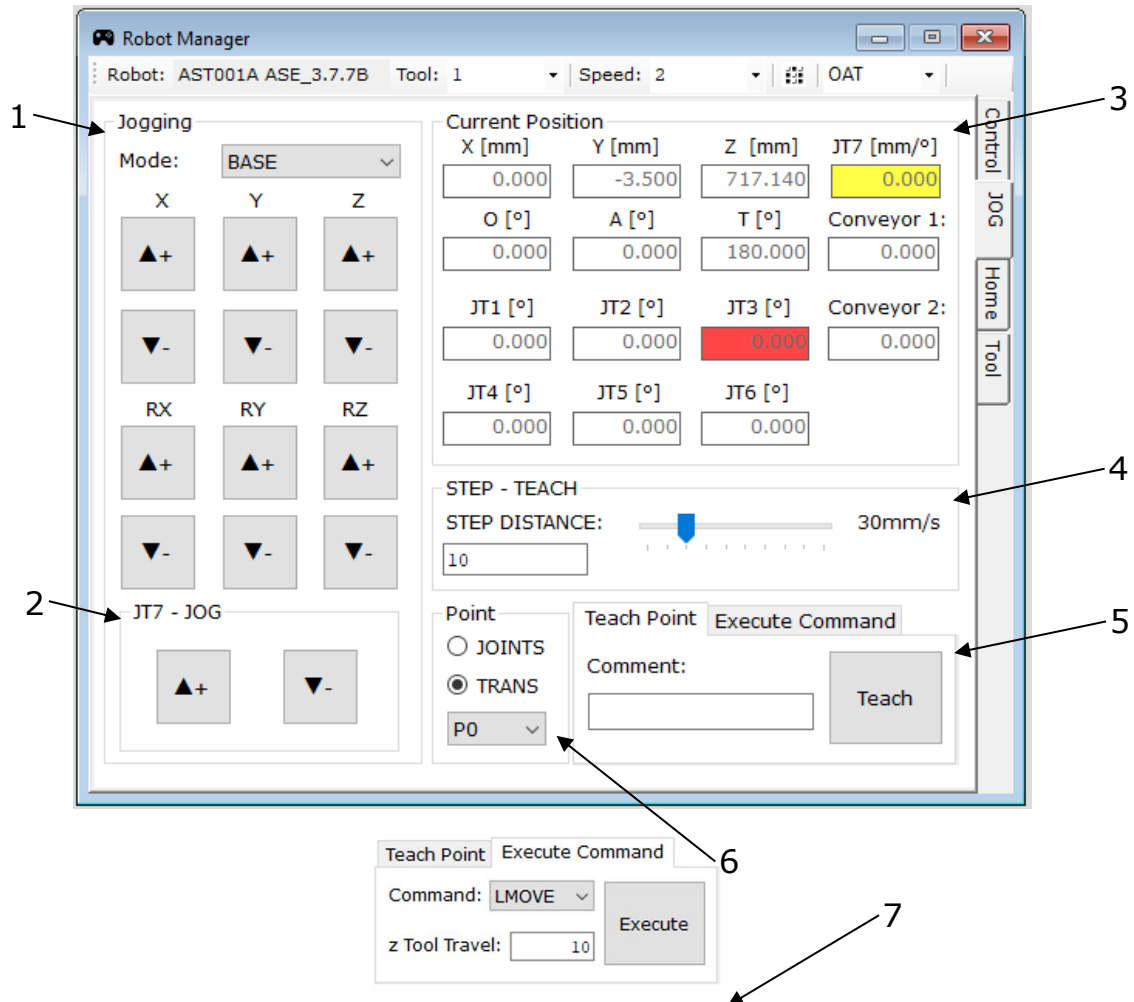 Robot Manager
Robot: AST001A ASE_3.7.7B Tool: 1 Speed: 2 OAT
1
Jogging
Mode: BASE
X Y Z
▲+ ▲+ ▲+
▼- ▼- ▼-
RX RY RZ
▲+ ▲+ ▲+
▼- ▼- ▼-
2
JT7 - JOG
▲+ ▼-
3
Current Position
X [mm] Y [mm] Z [mm] JT7 [mm/°]
0.000 -3.500 717.140 0.000
O [°] A [°] T [°] Conveyor 1:
0.000 0.000 180.000 0.000
JT1 [°] JT2 [°] JT3 [°] Conveyor 2:
0.000 0.000 0.000 0.000
JT4 [°] JT5 [°] JT6 [°]
0.000 0.000 0.000
Control
JOG
Home
Tool
4
STEP - TEACH
STEP DISTANCE: 30mm/s
10
Point
JOINTS
TRANS
P0
5
Teach Point Execute Command
Comment:
Teach
6
Teach Point Execute Command
Command: LMOVE
Execute
z Tool Travel: 10
7